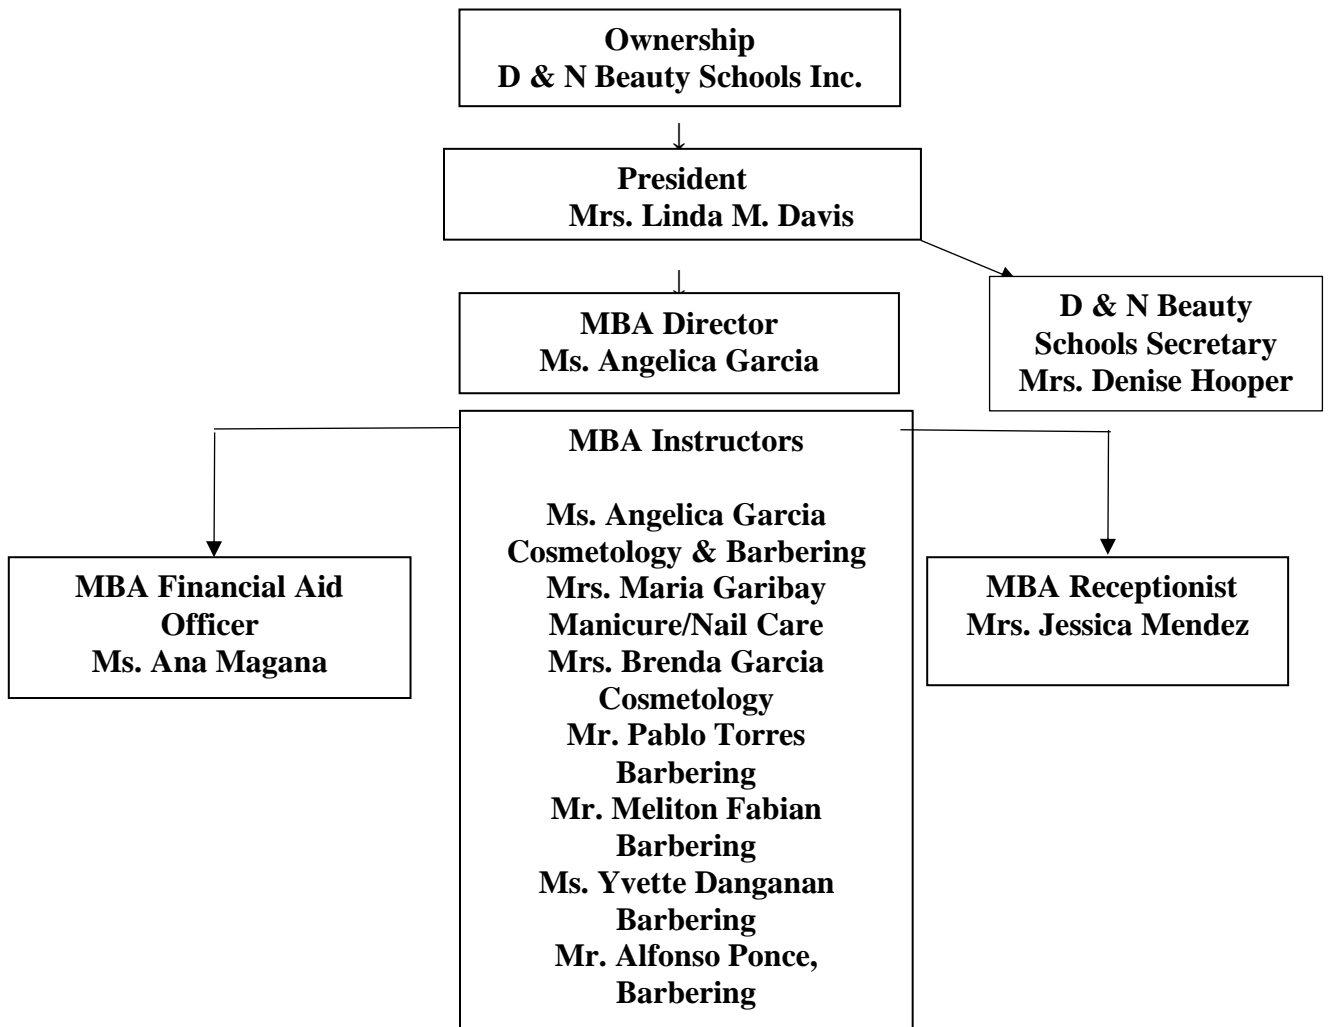 Ownership
D & N Beauty Schools Inc.
President
Mrs. Linda M. Davis
D & N Beauty
Schools Secretary
Mrs. Denise Hooper
MBA Director
Ms. Angelica Garcia
MBA Instructors
Ms. Angelica Garcia
Cosmetology & Barbering
Mrs. Maria Garibay
Manicure/Nail Care
Mrs. Brenda Garcia
Cosmetology
Mr. Pablo Torres
Barbering
Mr. Meliton Fabian
Barbering
Ms. Yvette Danganan
Barbering
Mr. Alfonso Ponce,
Barbering
MBA Financial Aid
Officer
Ms. Ana Magana
MBA Receptionist
Mrs. Jessica Mendez